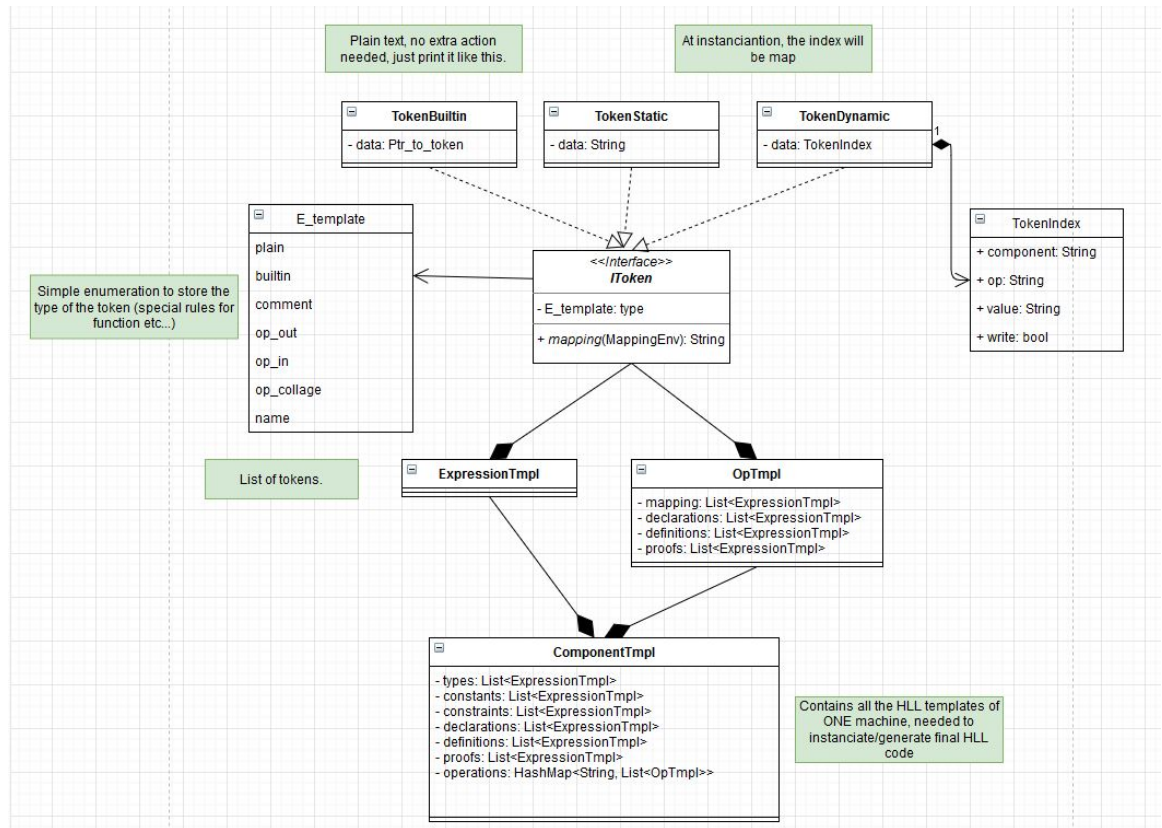 Plain text, no extra action
needed, just print it like this.
At instanciantion, the index will
be map
TokenBuiltin
- data: Ptr_to_token
TokenStatic
- data: String
TokenDynamic
- data: TokenIndex
1
E_template
plain
builtin
comment
op_out
op_in
op_collage
name
TokenIndex
+ component: String
+ op: String
+ value: String
+ write: bool
<<Interface>>
IToken
- E_template: type
+ mapping(MappingEnv): String
Simple enumeration to store the
type of the token (special rules for
function etc...)
List of tokens.
ExpressionTmpl
OpTmpl
- mapping: List<ExpressionTmpl>
- declarations: List<ExpressionTmpl>
- definitions: List<ExpressionTmpl>
- proofs: List<ExpressionTmpl>
ComponentTmpl
- types: List<ExpressionTmpl>
- constants: List<ExpressionTmpl>
- constraints: List<ExpressionTmpl>
- declarations: List<ExpressionTmpl>
- definitions: List<ExpressionTmpl>
- proofs: List<ExpressionTmpl>
- operations: HashMap<String, List<OpTmpl>>
Contains all the HLL templates of
ONE machine, needed to
instanciate/generate final HLL
code